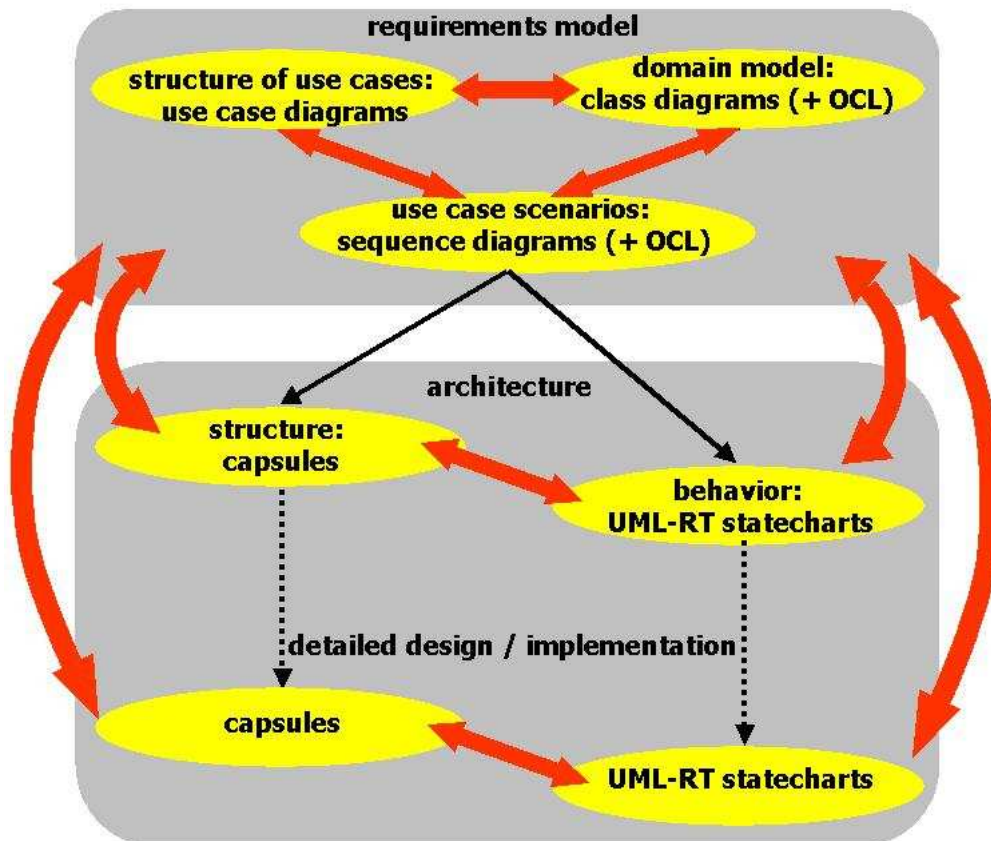 requirements model
structure of use cases:
use case diagrams
domain model:
class diagrams (+ OCL)
use case scenarios:
sequence diagrams (+ OCL)
architecture
structure:
capsules
behavior:
UML-RT statecharts
detailed design / implementation
capsules
UML-RT statecharts